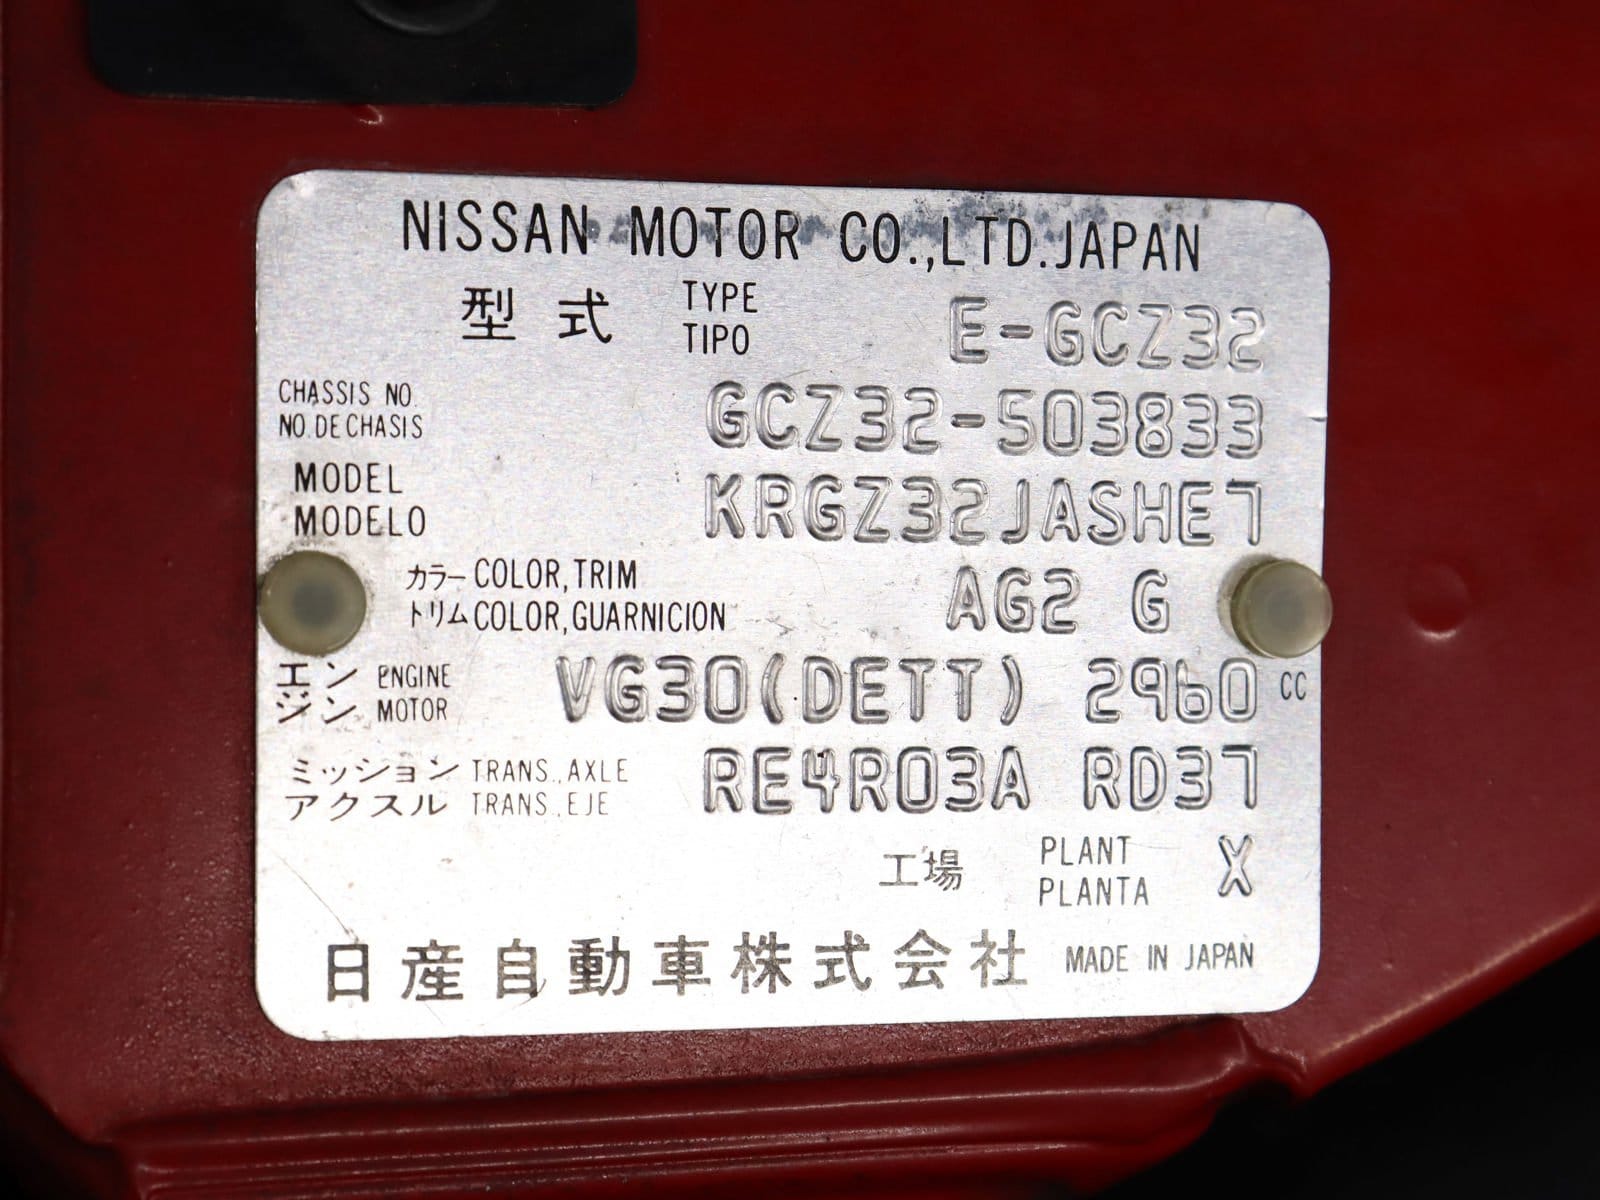 NISSAN MOTOR CO.,LTD.JAPAN
型式 TYPE E-GCZ32
TIPO
CHASSIS NO. GCZ32-503833
NO.DE CHASIS
MODEL KRGZ32JASHE7
MODELO
カラー COLOR,TRIM AG2 G
トリム COLOR,GUARNICION
エン ENGINE VG30(DETT) 2960 CC
ジン MOTOR
ミッション TRANS.,AXLE RE4R03A RD37
アクスル TRANS.,EJE
工場 PLANT X
PLANTA
日産自動車株式会社 MADE IN JAPAN